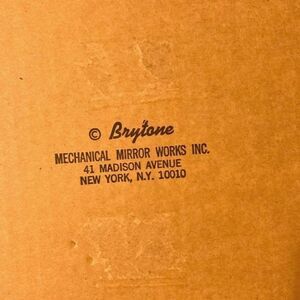 © Brytone
MECHANICAL MIRROR WORKS INC.
41 MADISON AVENUE
NEW YORK, N.Y. 10010